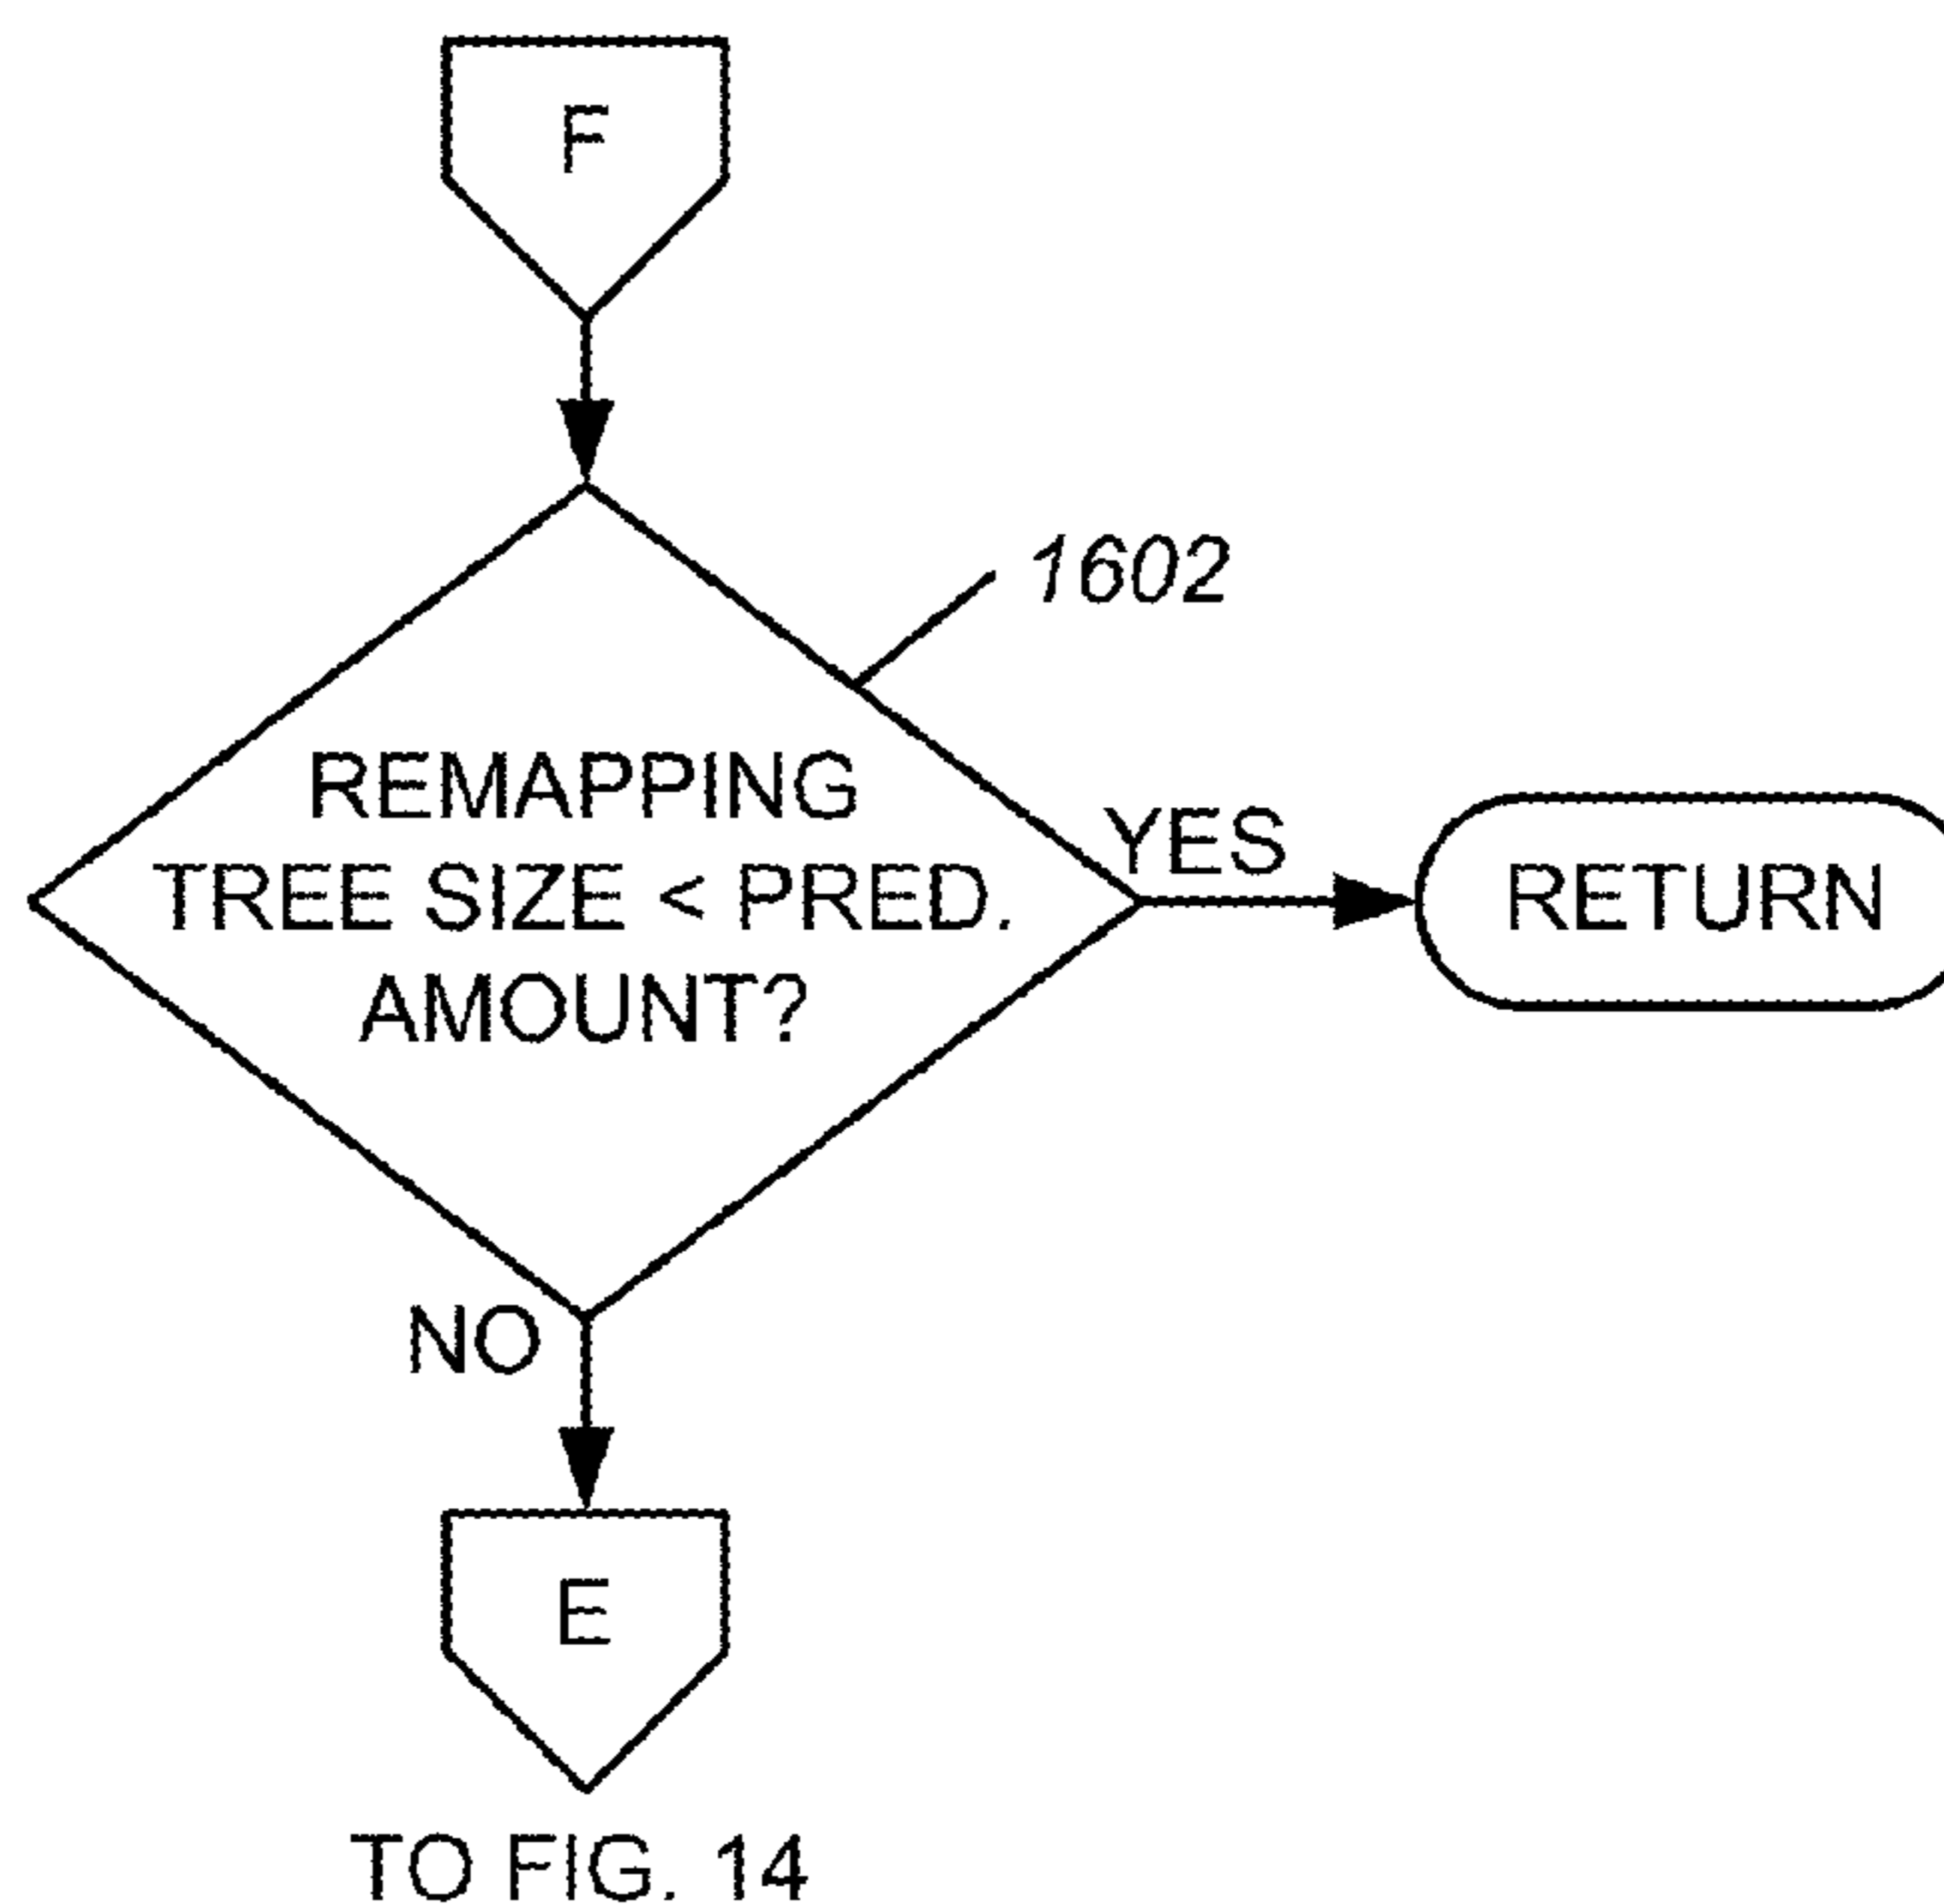 F
1602
REMAPPING
TREE SIZE < PRED.
AMOUNT?
YES
RETURN
NO
E
TO FIG. 14